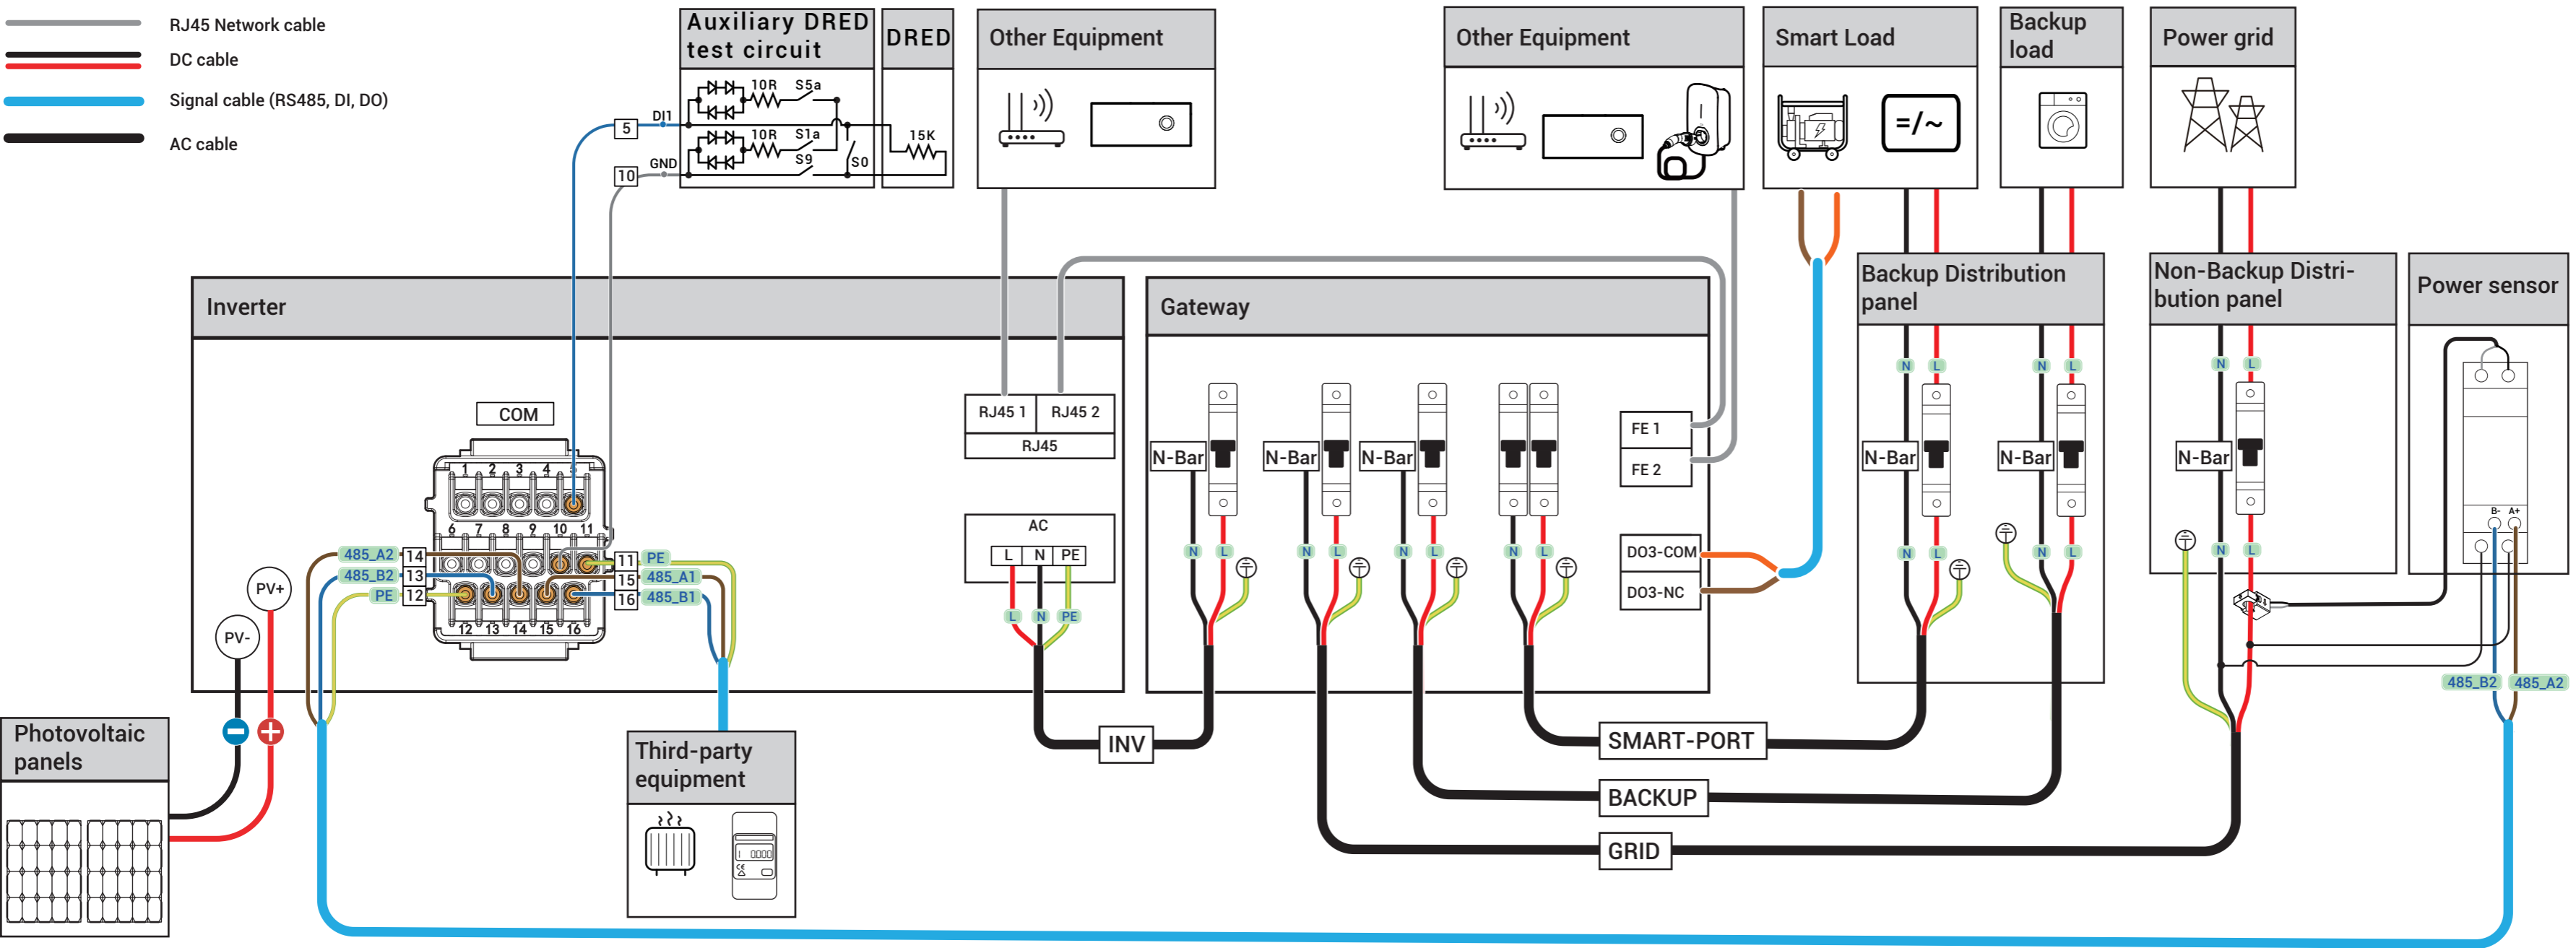 RJ45 Network cable
DC cable
Signal cable (RS485, DI, DO)
AC cable
Auxiliary DRED
test circuit
DRED
10R
S5a
DI1
5
10R
S1a
S9
S0
15K
GND
10
Other Equipment
Other Equipment
Smart Load
=/~
Backup
load
Power grid
Inverter
COM
1 2 3 4 5
6 7 8 9 10 11
12 13 14 15 16
485_A2 14
485_B2 13
PE 12
11 PE
15 485_A1
16 485_B1
RJ45 1
RJ45 2
RJ45
AC
L N PE
L N PE
PV+
PV-
Photovoltaic
panels
Third-party
equipment
0000
CE
INV
Gateway
N-Bar
N L
N-Bar
N L
N-Bar
N L
N L
FE 1
FE 2
DO3-COM
DO3-NC
SMART-PORT
BACKUP
GRID
Backup Distribution
panel
N L
N L
N-Bar
N-Bar
N L
N L
Non-Backup Distri-
bution panel
N L
N-Bar
N L
Power sensor
B- A+
485_B2
485_A2